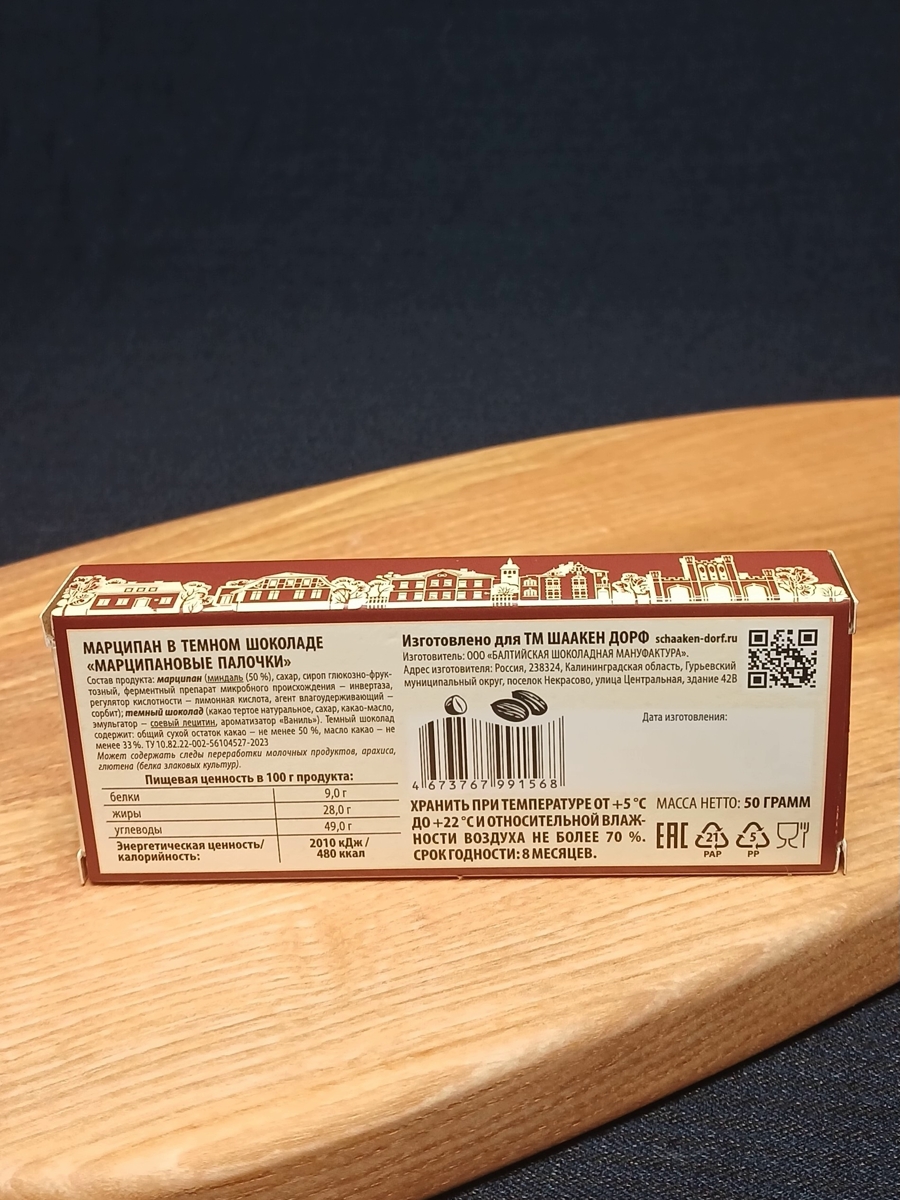 МАРЦИПАН В ТЕМНОМ ШОКОЛАДЕ
«МАРЦИПАНОВЫЕ ПАЛОЧКИ»
Состав продукта: марципан (миндаль (50 %), сахар, сироп глюкозно-фрук-
тозный, ферментный препарат микробного происхождения – инвертаза,
регулятор кислотности – лимонная кислота, агент влагоудерживающий –
сорбит); темный шоколад (какао тертое натуральное, сахар, какао-масло,
эмульгатор – соевый лецитин, ароматизатор «Ваниль»). Темный шоколад
содержит: общий сухой остаток какао – не менее 50 %, масло какао – не
менее 33 %. ТУ 10.82.22-002-56104527-2023
Может содержать следы переработки молочных продуктов, арахиса,
глютена (белка злаковых культур).
Пищевая ценность в 100 г продукта:
белки 9,0 г
жиры 28,0 г
углеводы 49,0 г
Энергетическая ценность/ 2010 кДж /
калорийность: 480 ккал
Изготовлено для ТМ ШААКЕН ДОРФ schaaken-dorf.ru
Изготовитель: ООО «БАЛТИЙСКАЯ ШОКОЛАДНАЯ МАНУФАКТУРА».
Адрес изготовителя: Россия, 238324, Калининградская область, Гурьевский
муниципальный округ, поселок Некрасово, улица Центральная, здание 42В
Дата изготовления:
4 673767 991568
ХРАНИТЬ ПРИ ТЕМПЕРАТУРЕ ОТ +5 °С
ДО +22 °С И ОТНОСИТЕЛЬНОЙ ВЛАЖ-
НОСТИ ВОЗДУХА НЕ БОЛЕЕ 70 %.
СРОК ГОДНОСТИ: 8 МЕСЯЦЕВ.
МАССА НЕТТО: 50 ГРАММ
EAC 21 5
PAP PP